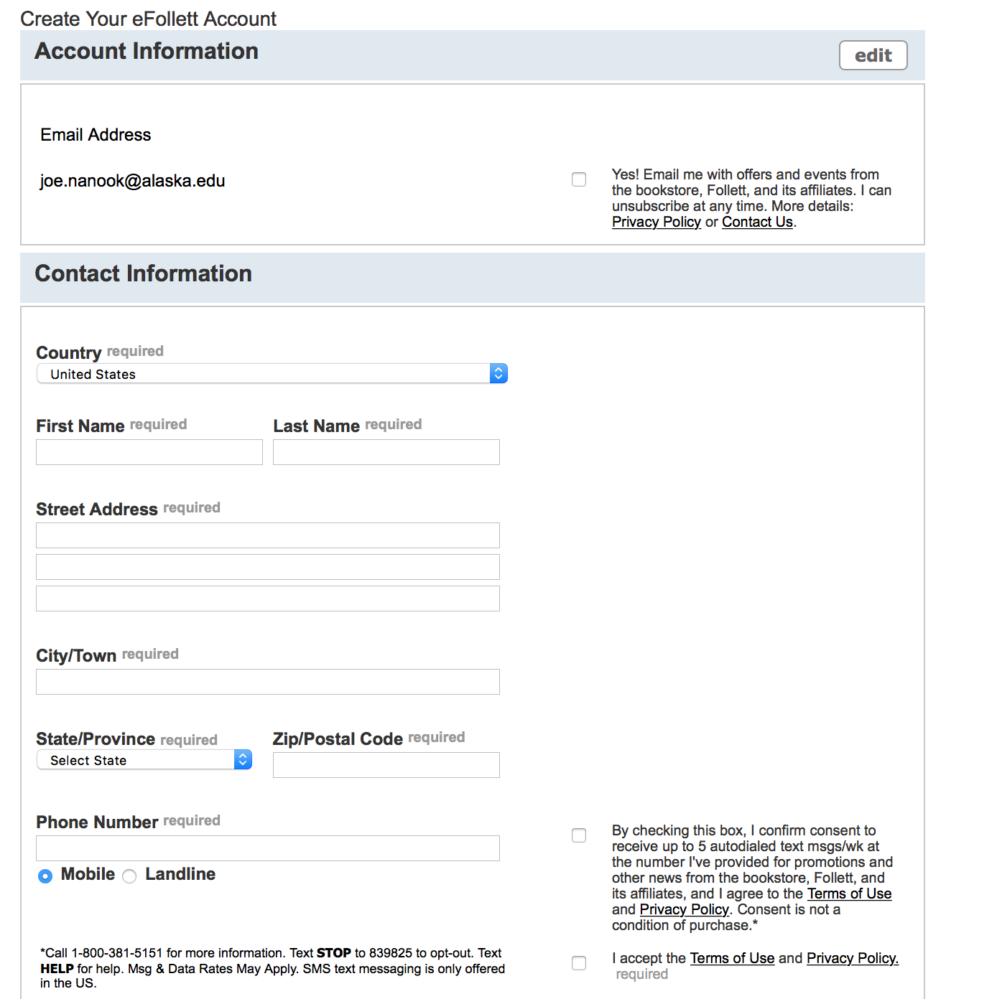 Create Your eFollett Account
Account Information
edit
Email Address
joe.nanook@alaska.edu
Yes! Email me with offers and events from
the bookstore, Follett, and its affiliates. I can
unsubscribe at any time. More details:
Privacy Policy or Contact Us.
Contact Information
Country required
United States
First Name required Last Name required
Street Address required
City/Town required
State/Province required Zip/Postal Code required
Select State
Phone Number required
Mobile Landline
By checking this box, I confirm consent to
receive up to 5 autodialed text msgs/wk at
the number I've provided for promotions and
other news from the bookstore, Follett, and
its affiliates, and I agree to the Terms of Use
and Privacy Policy. Consent is not a
condition of purchase.*
*Call 1-800-381-5151 for more information. Text STOP to 839825 to opt-out. Text
HELP for help. Msg & Data Rates May Apply. SMS text messaging is only offered
in the US.
I accept the Terms of Use and Privacy Policy.
required